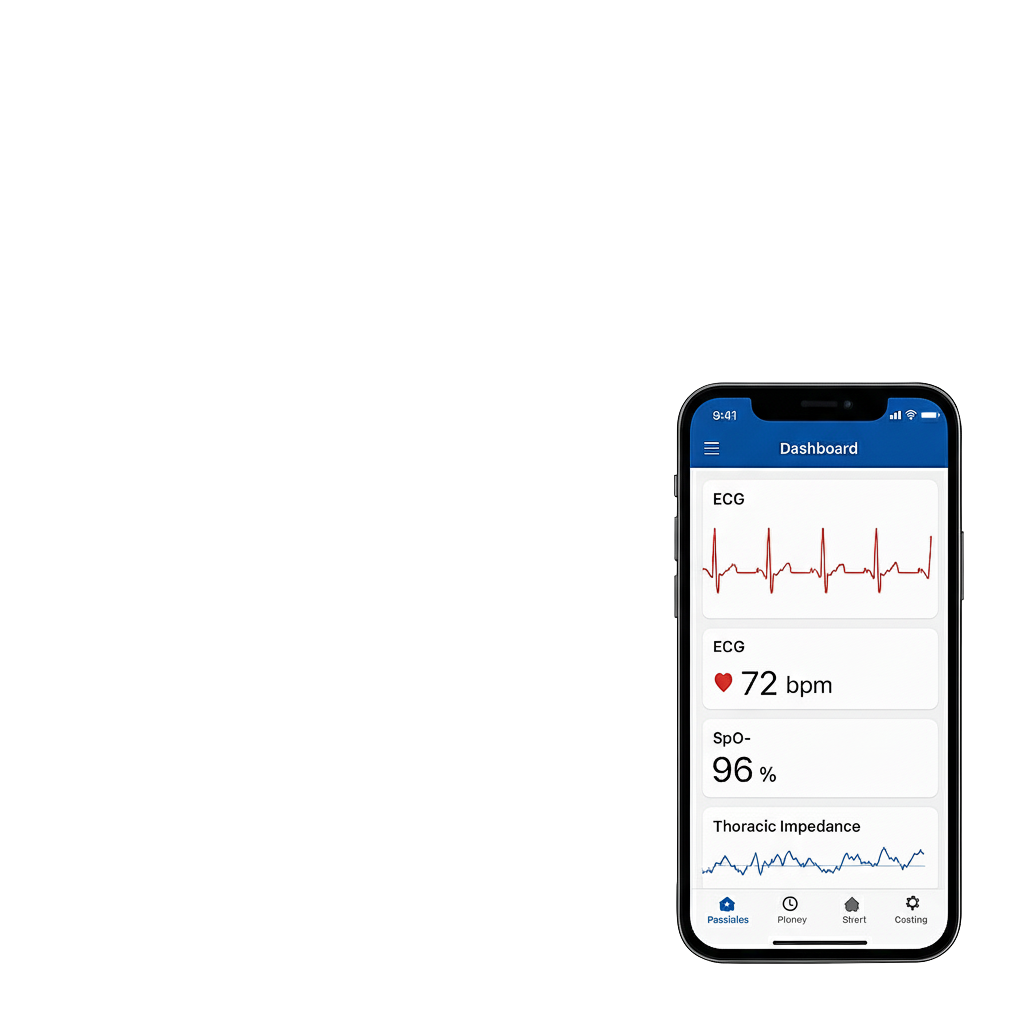 9:41
Dashboard
ECG
ECG
72 bpm
SpO-
96 %
Thoracic Impedance
Passiales Ploney Strert Costing